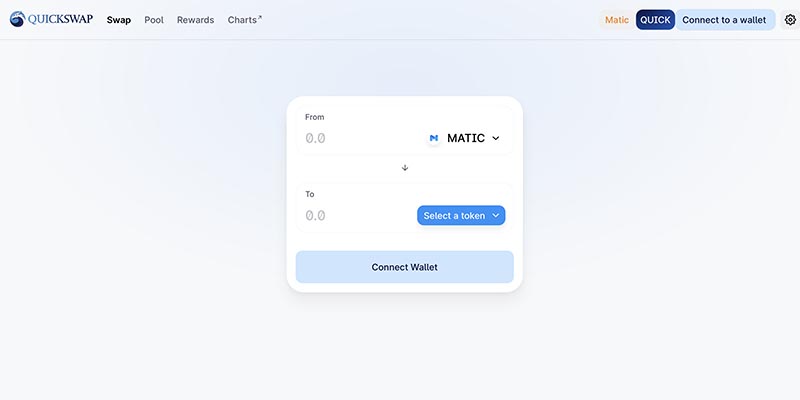 QUICKSWAP Swap Pool Rewards Charts↗ Matic QUICK Connect to a wallet
From
0.0 MATIC
To
0.0 Select a token
Connect Wallet